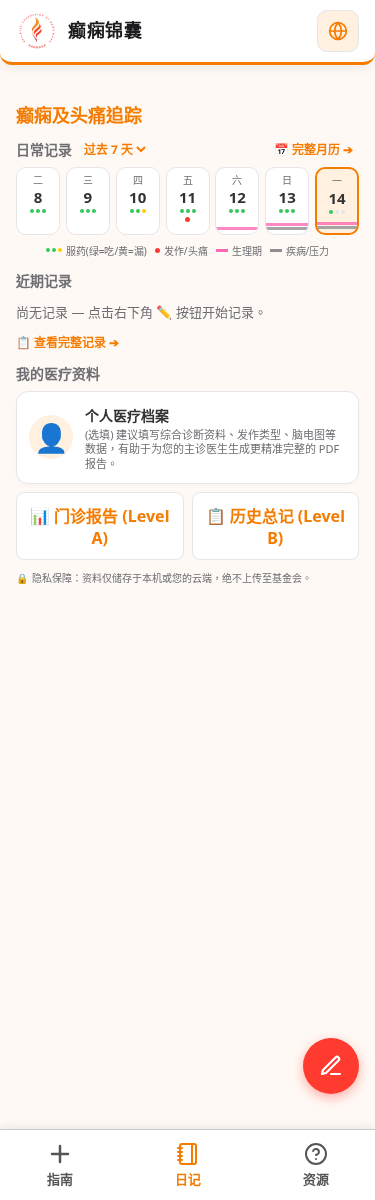 癫痫锦囊
癫痫及头痛追踪
日常记录 过去 7 天 📅 完整月历 ➔
二 三 四 五 六 日 一
8 9 10 11 12 13 14
服药(绿=吃/黄=漏) 发作/头痛 生理期 疾病/压力
近期记录
尚无记录 — 点击右下角 ✏️ 按钮开始记录。
📋 查看完整记录 ➔
我的医疗资料
个人医疗档案
(选填) 建议填写综合诊断资料、发作类型、脑电图等
数据，有助于为您的主诊医生生成更精准完整的 PDF
报告。
📊 门诊报告 (Level
A)
📋 历史总记 (Level
B)
🔒 隐私保障：资料仅储存于本机或您的云端，绝不上传至基金会。
指南 日记 资源